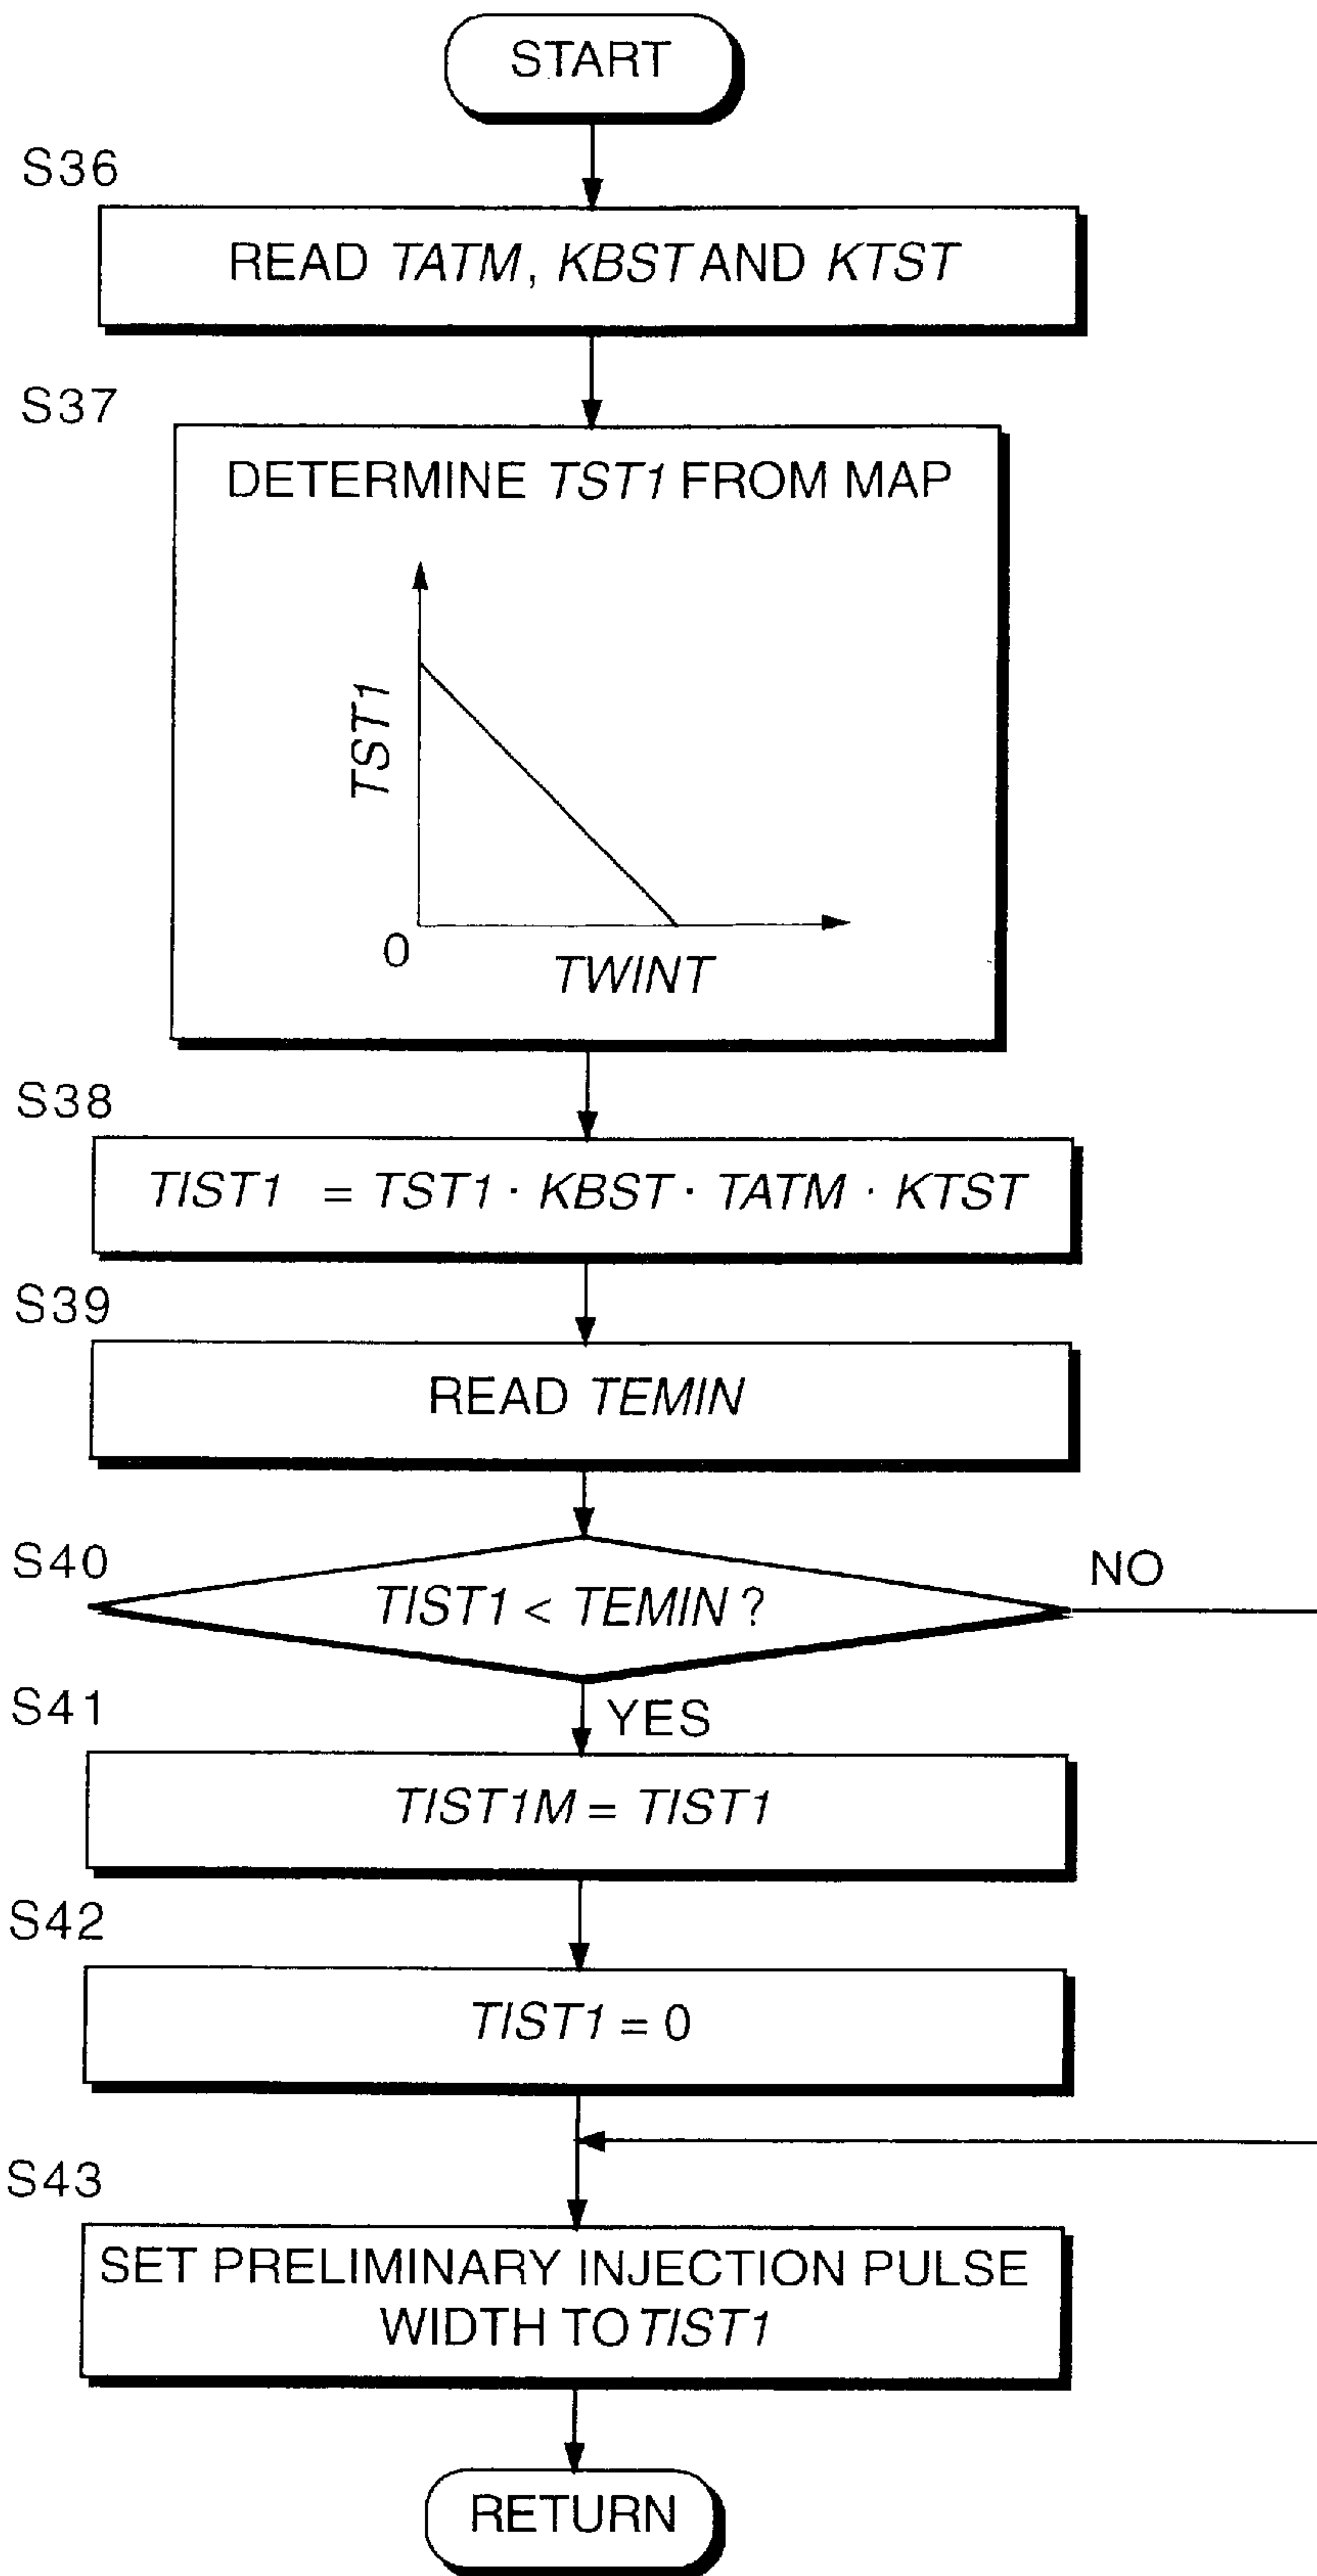 START
S36
READ TATM, KBST AND KTST
S37
DETERMINE TST1 FROM MAP
TST1
0
TWINT
S38
TIST1 = TST1 · KBST · TATM · KTST
S39
READ TEMIN
S40
TIST1 < TEMIN ?
NO
YES
S41
TIST1M = TIST1
S42
TIST1 = 0
S43
SET PRELIMINARY INJECTION PULSE
WIDTH TO TIST1
RETURN